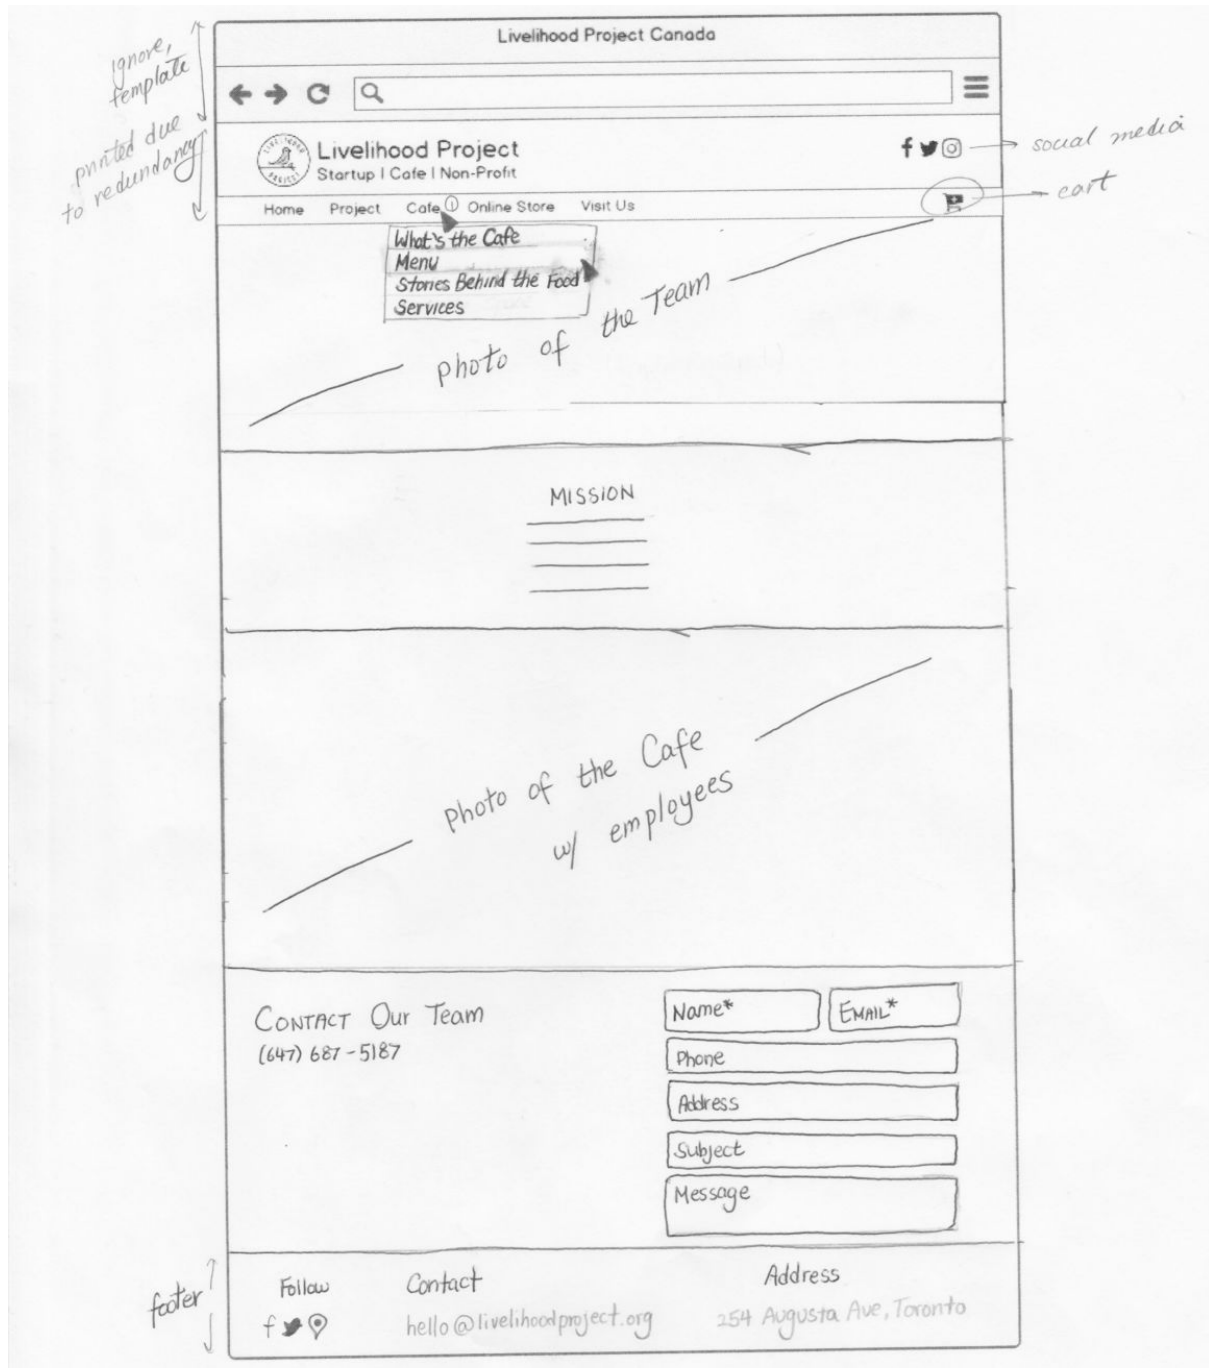 ignore,
template
printed due
to redundancy
Livelihood Project Canada
LIVELIHOOD
PROJECT
Livelihood Project
Startup | Cafe | Non-Profit
social media
cart
Home Project Cafe ① Online Store Visit Us
What's the Cafe
Menu
Stories Behind the Food
Services
photo of the Team
MISSION
photo of the Cafe
w/ employees
CONTACT Our Team
(647) 687-5187
Name* EMAIL*
Phone
Address
Subject
Message
footer
Follow Contact Address
hello@livelihoodproject.org 254 Augusta Ave, Toronto